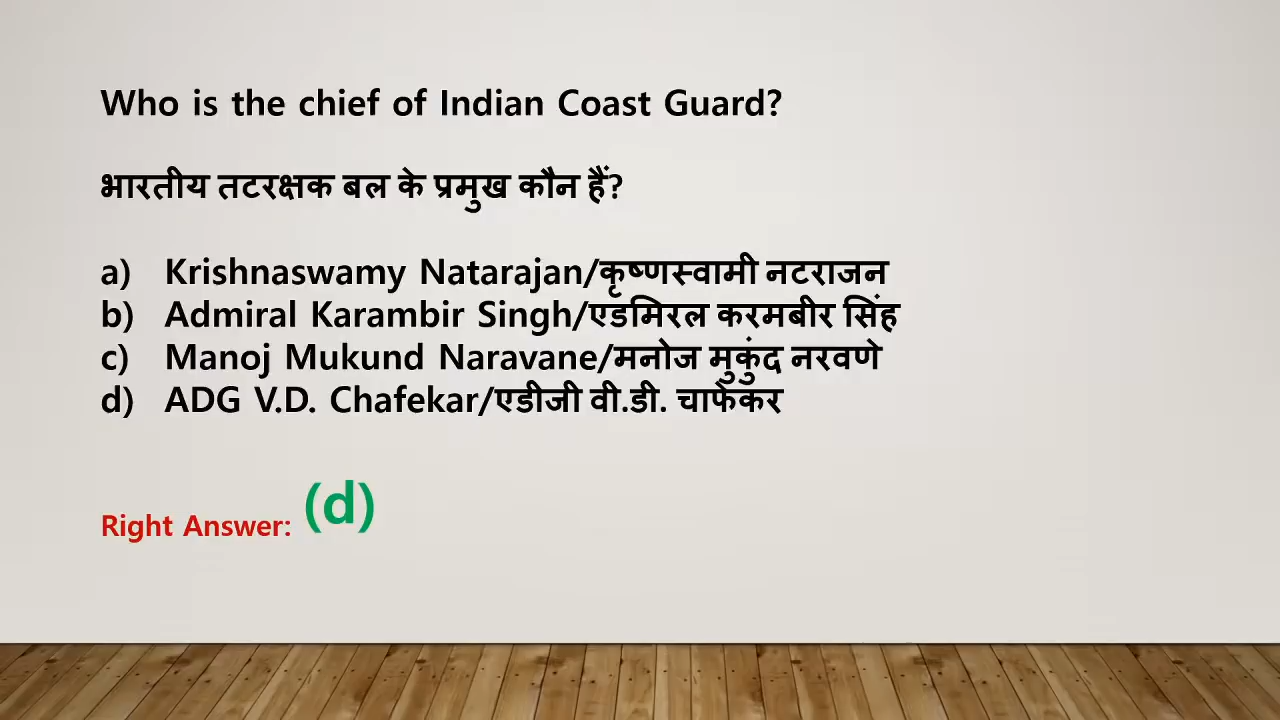 Who is the chief of Indian Coast Guard?
भारतीय तटरक्षक बल के प्रमुख कौन हैं?
a) Krishnaswamy Natarajan/कृष्णस्वामी नटराजन
b) Admiral Karambir Singh/एडमिरल करमबीर सिंह
c) Manoj Mukund Naravane/मनोज मुकुंद नरवणे
d) ADG V.D. Chafekar/एडीजी वी.डी. चाफेकर
Right Answer: (d)